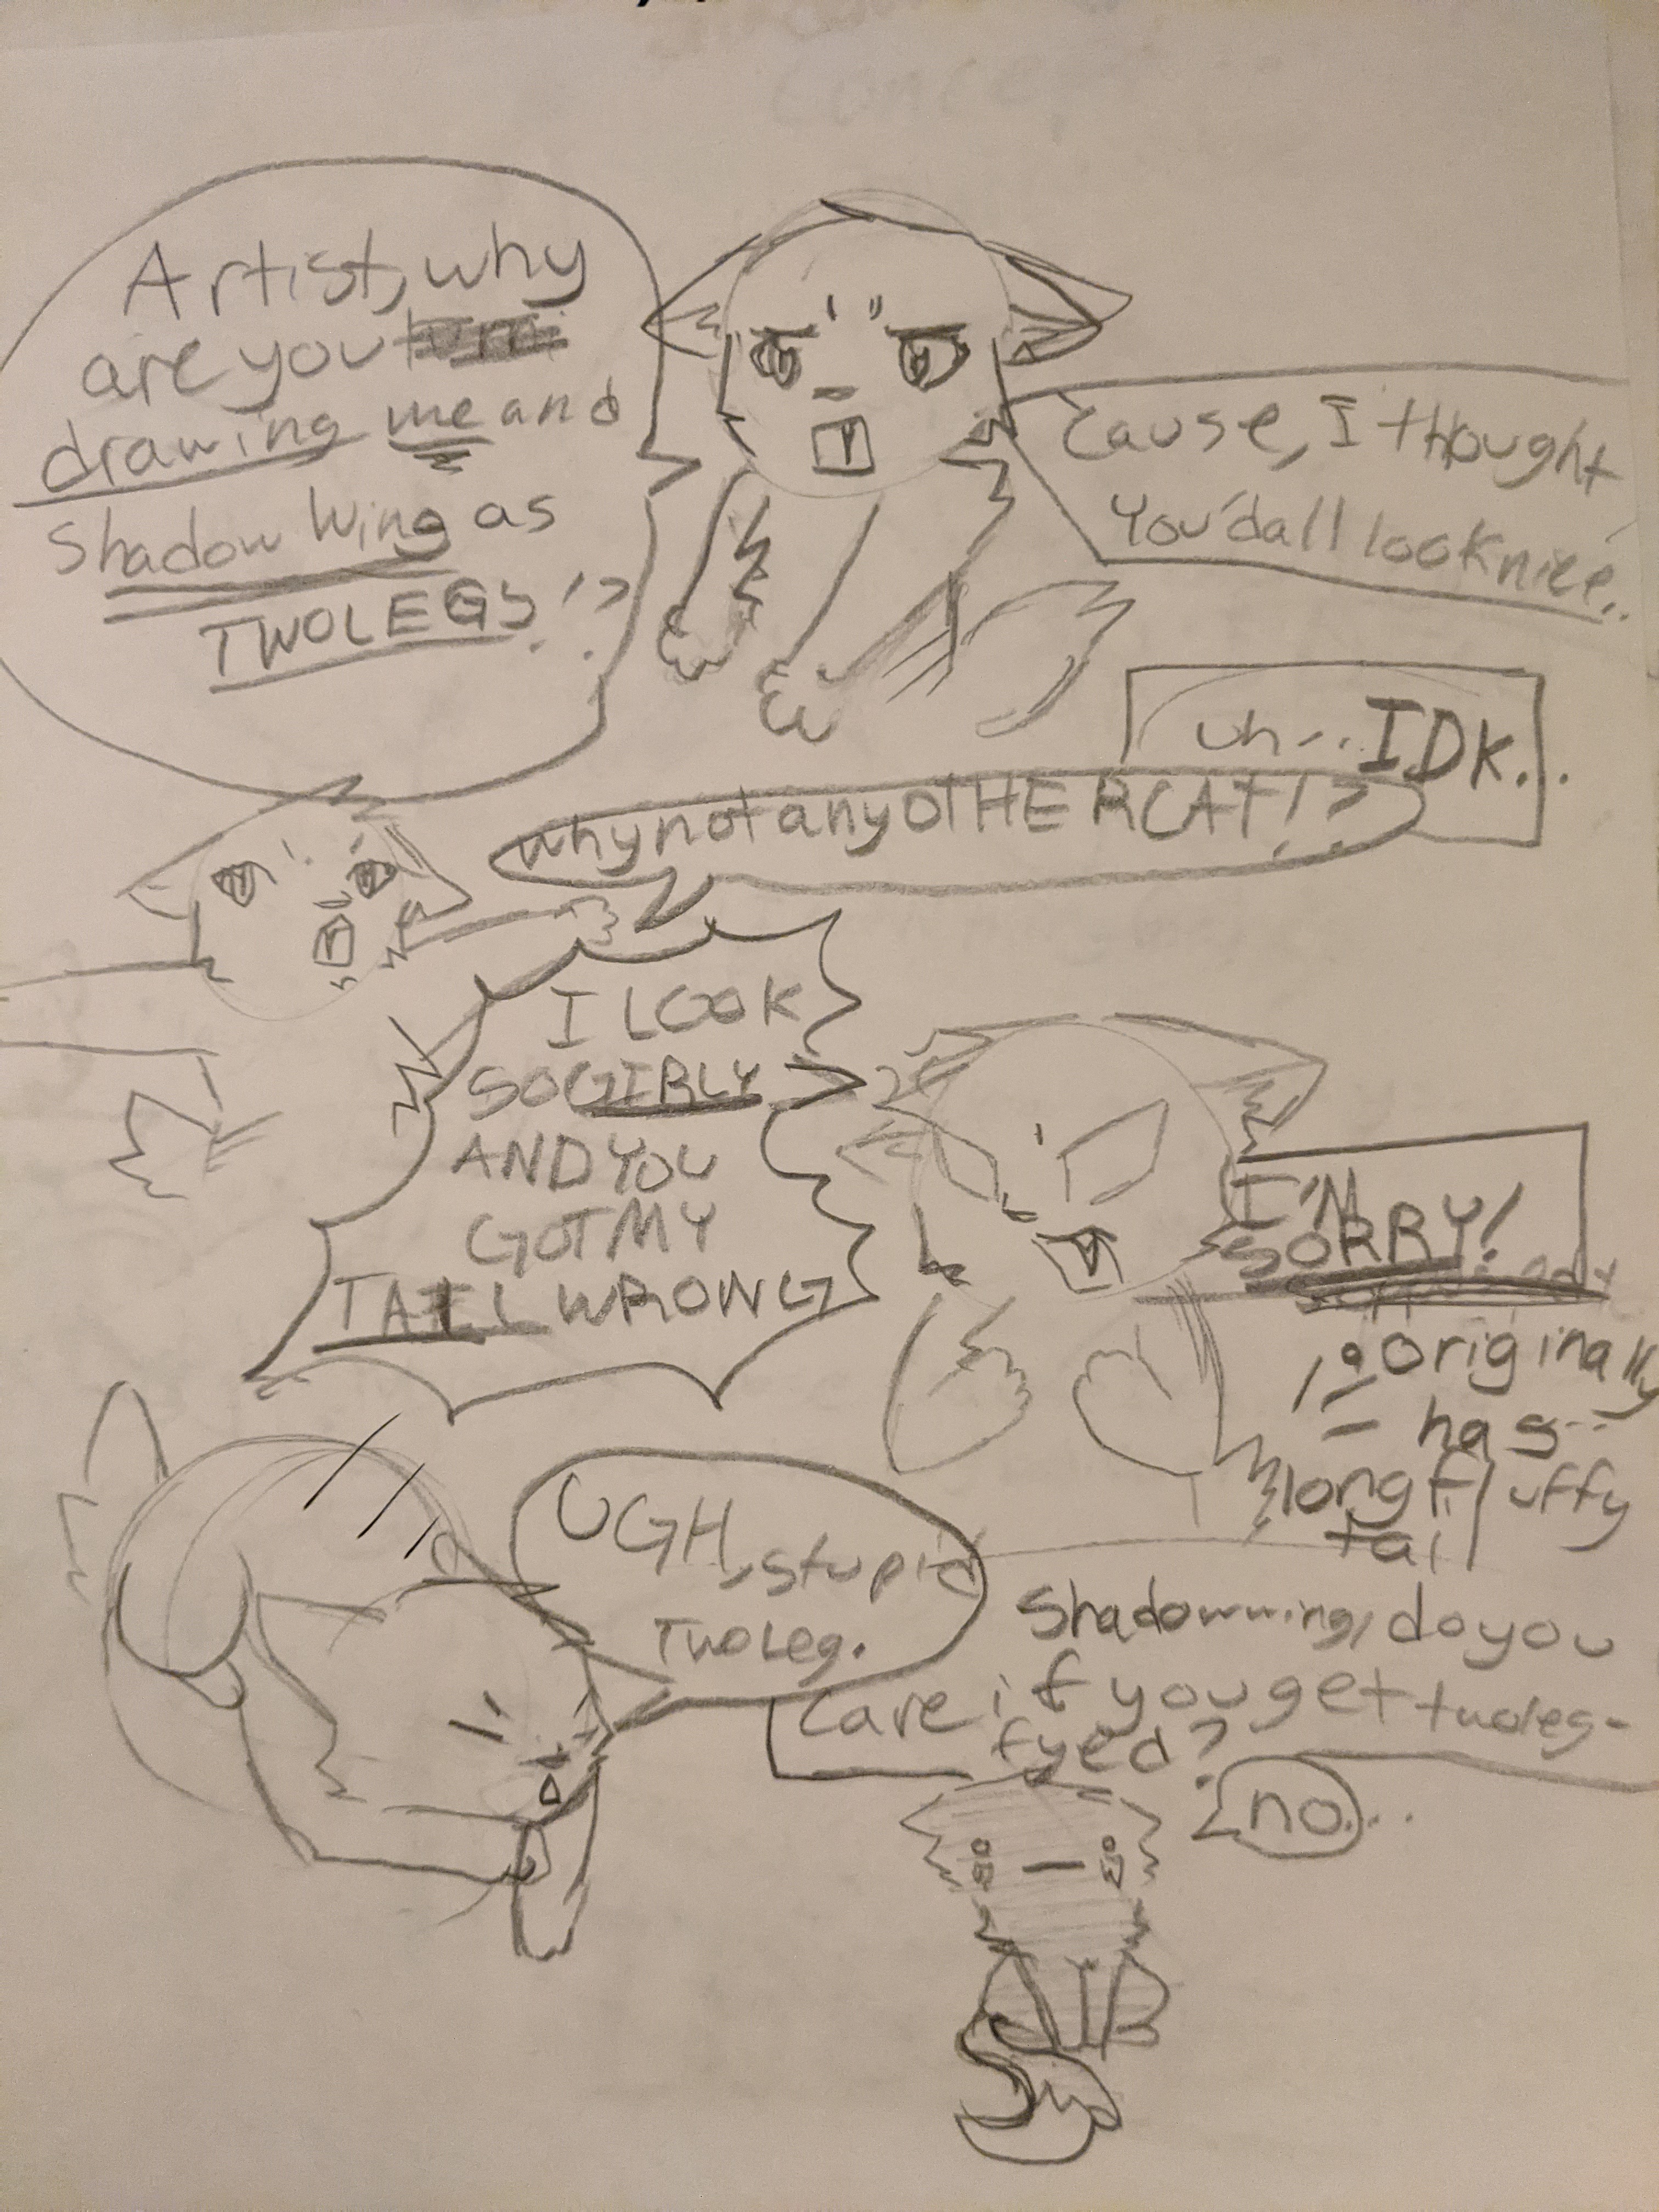 Concep
Artist, why
are you
drawing me and
Shadow Wing as
TWOLEGS!?
'Cause, I thought
You'd all look nice..
uh... IDK...
why not any OTHER CAT!?
I LOOK
SO GIRLY
AND YOU
GOT MY
TAIL WRONG
I'M
SORRY!
originally
has...
long fluffy
tail
UGH, stupid
Twoleg.
Shadowwing, do you
Care if you get twoleg-
fyed?
no...